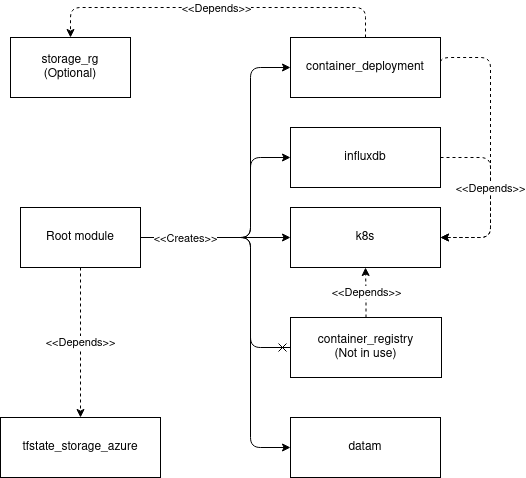 <<Depends>>
storage_rg
(Optional)
container_deployment
influxdb
<<Depends>>
Root module
<<Creates>>
k8s
<<Depends>>
<<Depends>>
container_registry
(Not in use)
tfstate_storage_azure
datam